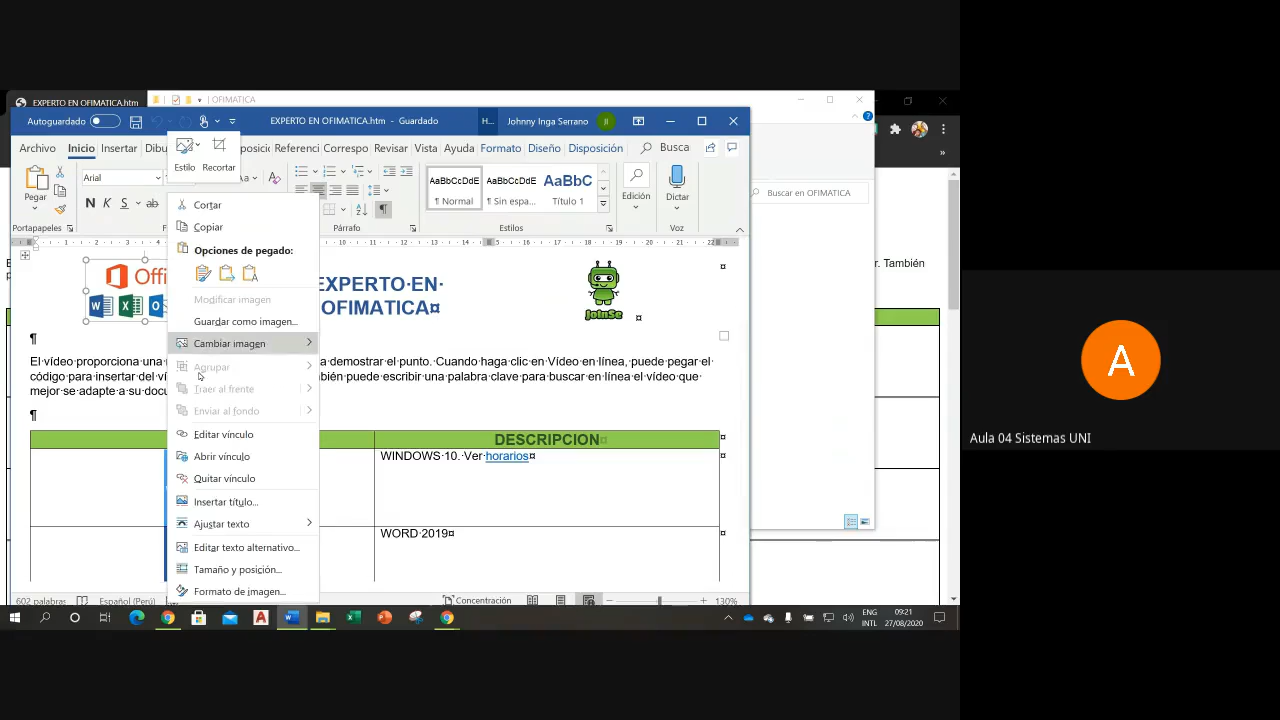 EXPERTO EN OFIMATICA.htm
OFIMATICA
Autoguardado
EXPERTO EN OFIMATICA.htm - Guardado
H...
Johnny Inga Serrano
JI
Archivo
Inicio
Insertar
Dibu
Referenci
Correspo
Revisar
Vista
Ayuda
Formato
Diseño
Disposición
Buscar
Estilo
Recortar
Pegar
Arial
N K S ab
Aa
AaBbCcDdE
¶ Normal
AaBbCcDdE
¶ Sin espa...
AaBbC
Título 1
Edición
Dictar
Portapapeles
Párrafo
Estilos
Voz
Buscar en OFIMATICA
Cortar
Copiar
Opciones de pegado:
Modificar imagen
Guardar como imagen...
Cambiar imagen
Agrupar
Traer al frente
Enviar al fondo
Editar vínculo
Abrir vínculo
Quitar vínculo
Insertar título...
Ajustar texto
Editar texto alternativo...
Tamaño y posición...
Formato de imagen...
Offi
EXPERTO·EN·
OFIMATICA¤
JoinSe
¶
El·vídeo·proporciona·una·
a·demostrar·el·punto.·Cuando·haga·clic·en·Vídeo·en·línea,·puede·pegar·el
código·para·insertar·del·ví
mbién·puede·escribir·una·palabra·clave·para·buscar·en·línea·el·vídeo·que·
mejor·se·adapte·a·su·docu
¶
DESCRIPCION¤
WINDOWS·10.·Ver·horarios¤
WORD·2019¤
r. También
602 palabras
Español (Perú)
Concentración
130%
ENG
INTL
09:21
27/08/2020
A
Aula 04 Sistemas UNI